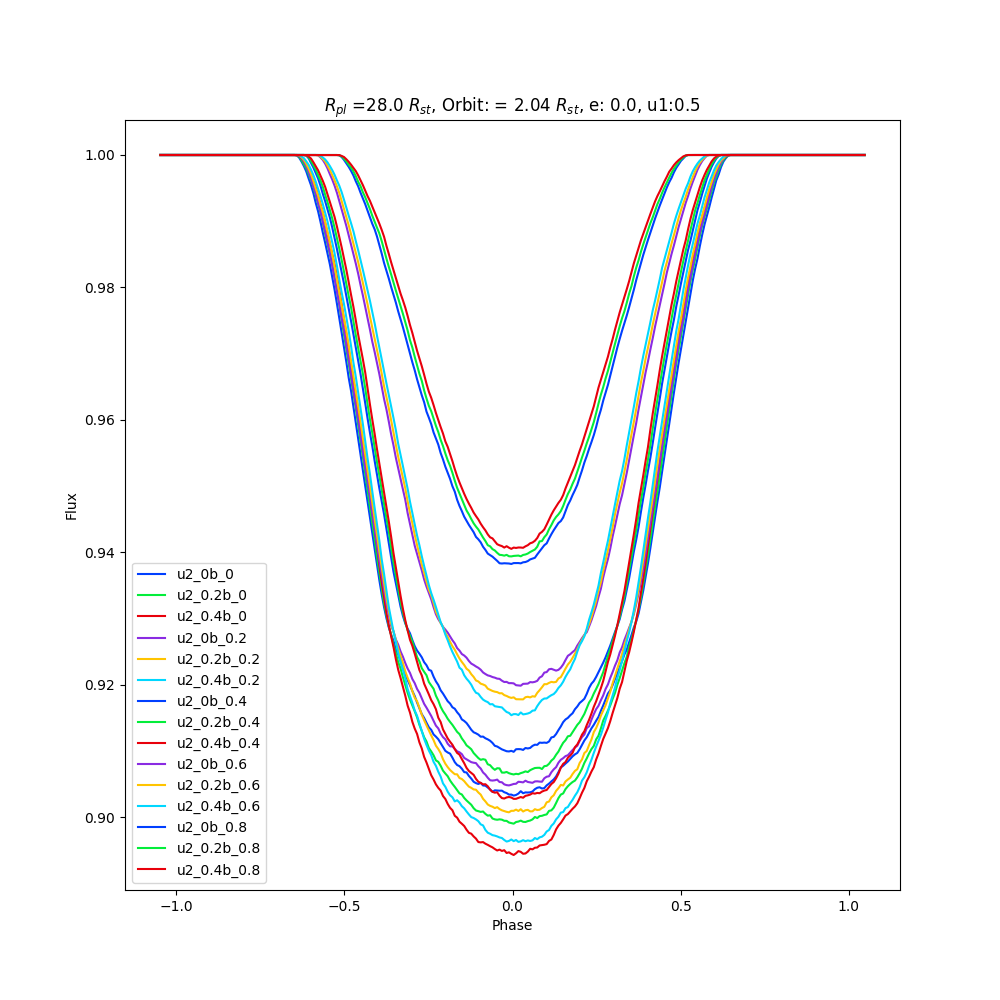 R_pl =28.0 R_st, Orbit: = 2.04 R_st, e: 0.0, u1:0.5
1.00
0.98
0.96
0.94
0.92
0.90
Flux
u2_0b_0
u2_0.2b_0
u2_0.4b_0
u2_0b_0.2
u2_0.2b_0.2
u2_0.4b_0.2
u2_0b_0.4
u2_0.2b_0.4
u2_0.4b_0.4
u2_0b_0.6
u2_0.2b_0.6
u2_0.4b_0.6
u2_0b_0.8
u2_0.2b_0.8
u2_0.4b_0.8
−1.0 −0.5 0.0 0.5 1.0
Phase